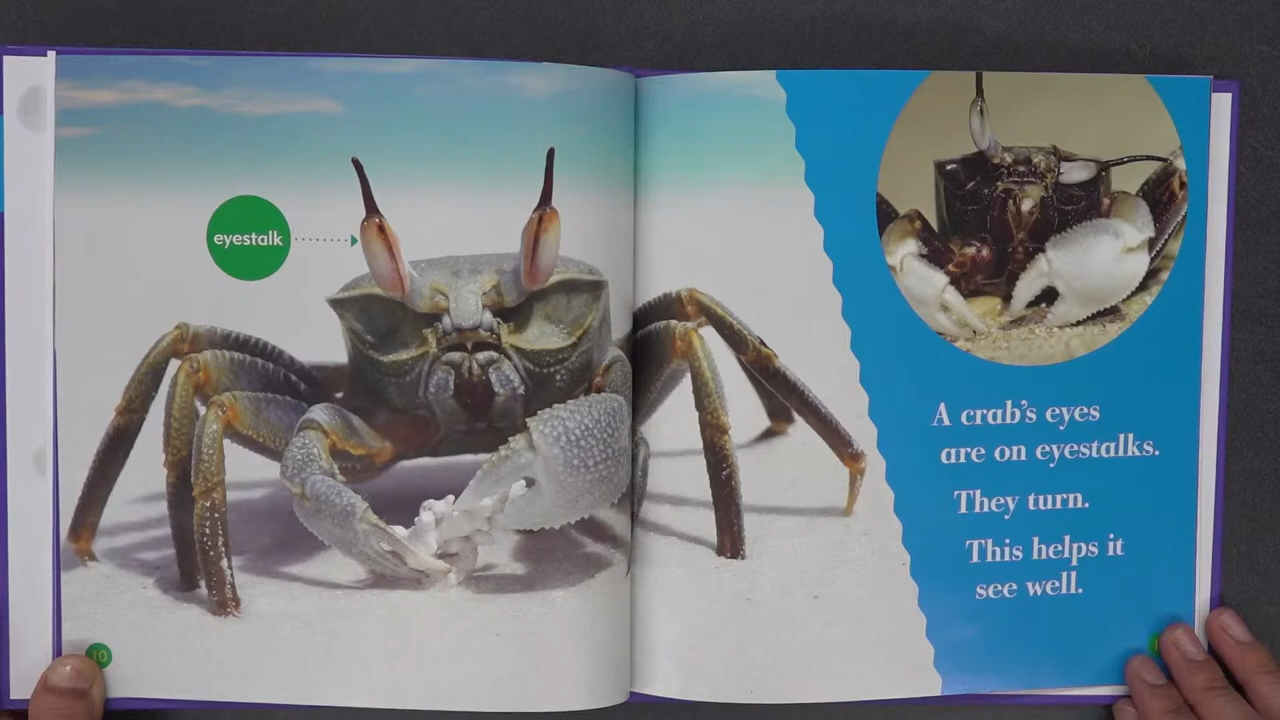 eyestalk
10
A crab's eyes
are on eyestalks.
They turn.
This helps it
see well.